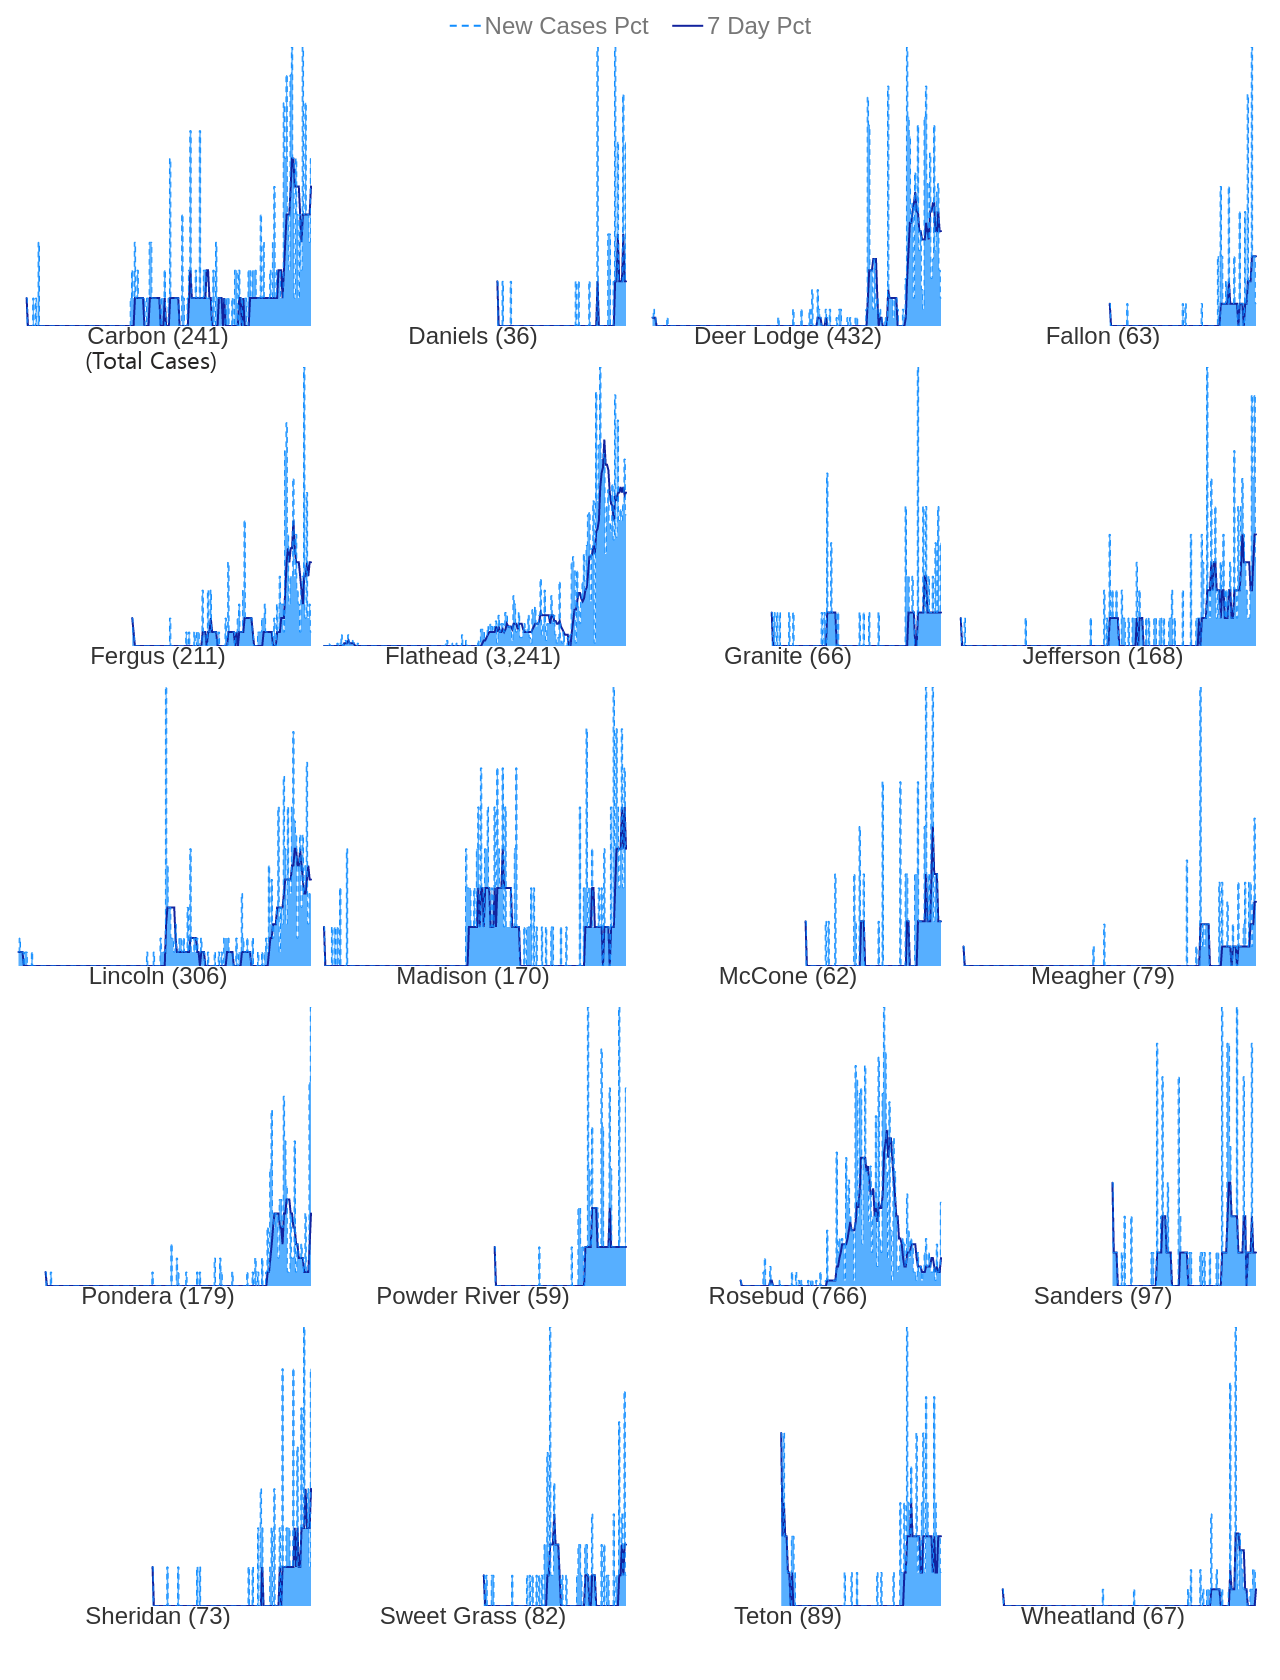 New Cases Pct 7 Day Pct
Carbon (241) Daniels (36) Deer Lodge (432) Fallon (63)
(Total Cases)
Fergus (211) Flathead (3,241) Granite (66) Jefferson (168)
Lincoln (306) Madison (170) McCone (62) Meagher (79)
Pondera (179) Powder River (59) Rosebud (766) Sanders (97)
Sheridan (73) Sweet Grass (82) Teton (89) Wheatland (67)